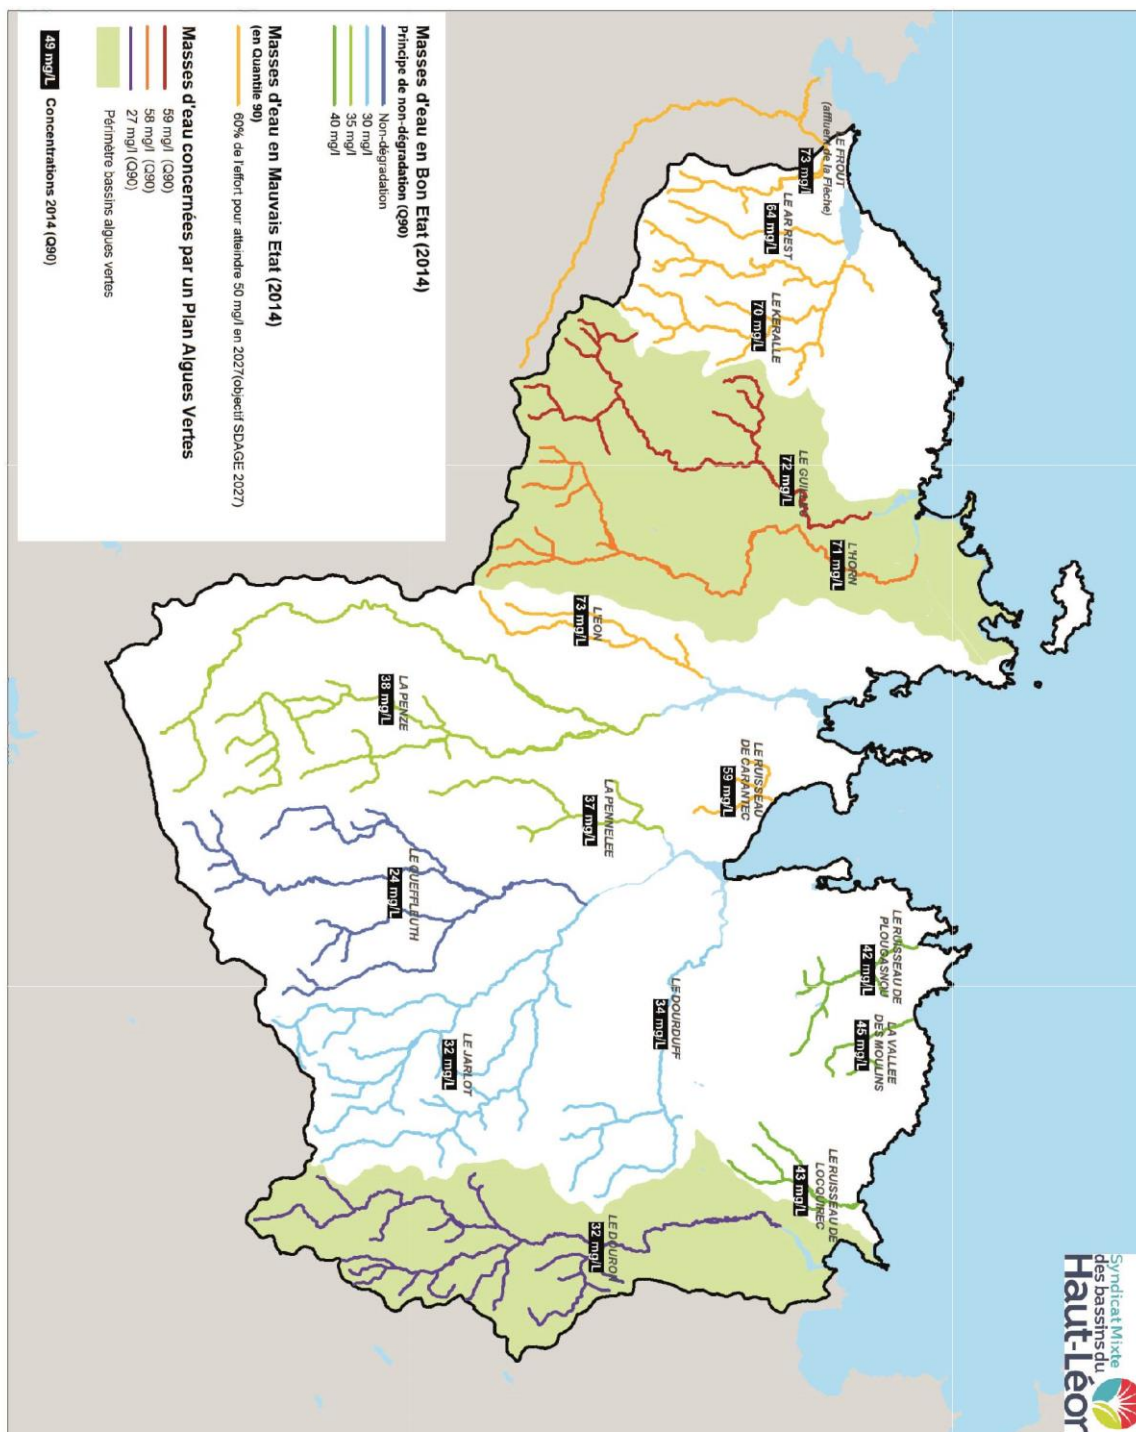 Syndicat Mixte
des bassins du
Haut-Léon
LE FROUT
(affluent de la Flèche)
73 mg/l
LE AR REST
64 mg/L
LE KERALLE
70 mg/L
LE GUILLEC
72 mg/L
L'HORN
71 mg/L
L'EON
73 mg/L
LA PENZE
38 mg/L
LE RUISSEAU
DE CARANTEC
59 mg/L
LA PENNELEE
37 mg/L
LE QUEFFLEUTH
24 mg/L
LE RUISSEAU DE
PLOUGASNOU
42 mg/L
LA VALLEE
DES MOULINS
45 mg/L
LE DOURDUFF
34 mg/L
LE JARLOT
32 mg/L
LE RUISSEAU DE
LOCQUIREC
43 mg/L
LE DOURON
32 mg/L
Masses d'eau en Bon Etat (2014)
Principe de non-dégradation (Q90)
Non-dégradation
30 mg/l
35 mg/l
40 mg/l
Masses d'eau en Mauvais Etat (2014)
(en Quantile 90)
60% de l'effort pour atteindre 50 mg/l en 2027(objectif SDAGE 2027)
Masses d'eau concernées par un Plan Algues Vertes
59 mg/l (Q90)
58 mg/l (Q90)
27 mg/l (Q90)
Périmètre bassins algues vertes
49 mg/L Concentrations 2014 (Q90)